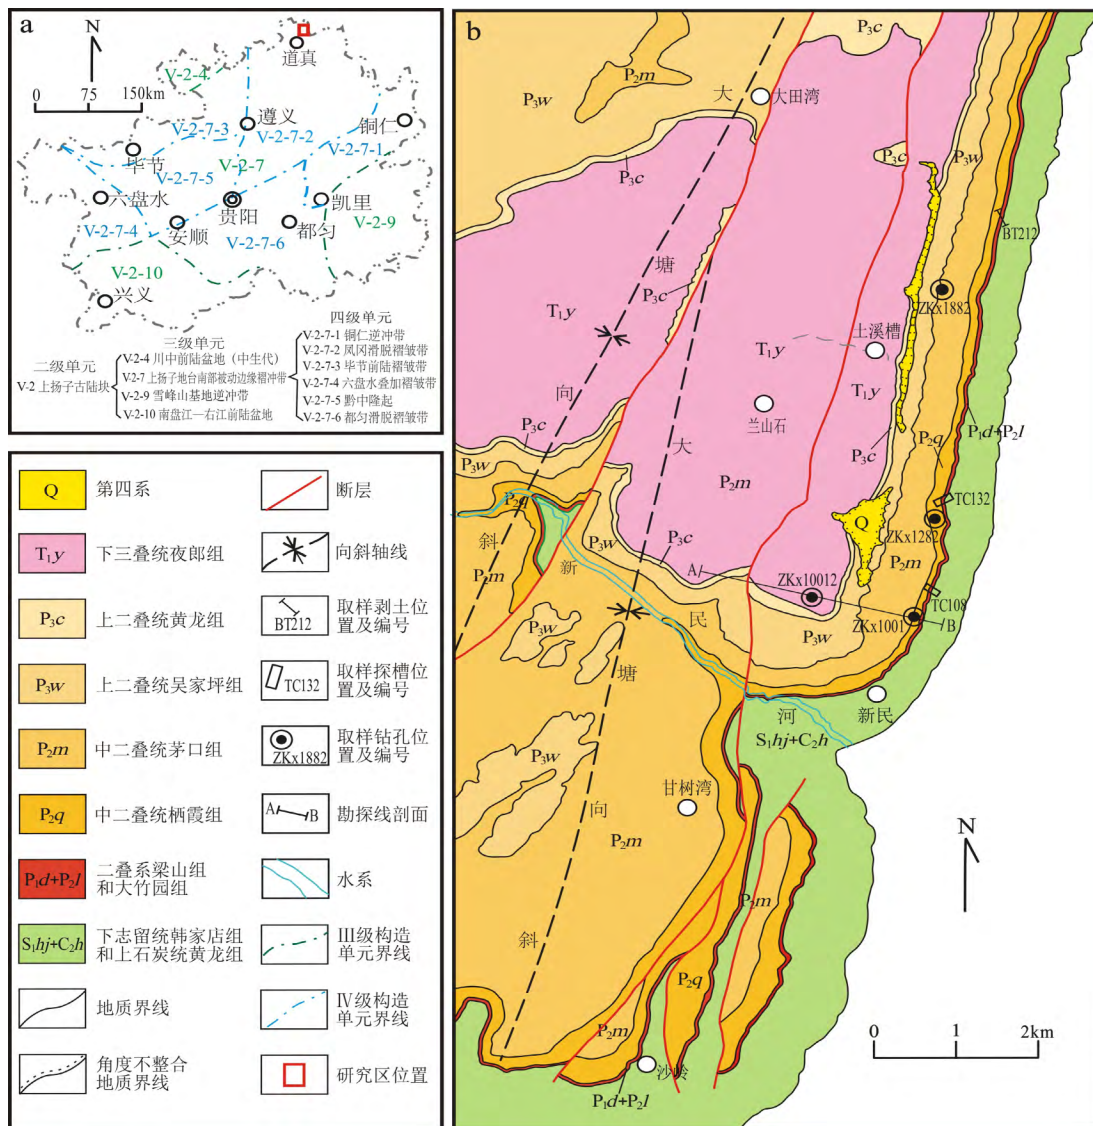 a
N
道真
0 75 150km
V-2-4
遵义
铜仁
V-2-7-3
V-2-7-2
V-2-7-1
毕节
V-2-7
V-2-7-5
六盘水
贵阳
凯里
V-2-9
V-2-7-4
安顺
都匀
V-2-7-6
V-2-10
兴义
二级单元
V-2 上扬子古陆块
三级单元
V-2-4 川中前陆盆地（中生代）
V-2-7 上扬子地台南部被动边缘褶冲带
V-2-9 雪峰山基地逆冲带
V-2-10 南盘江—右江前陆盆地
四级单元
V-2-7-1 铜仁逆冲带
V-2-7-2 凤冈滑脱褶皱带
V-2-7-3 毕节前陆褶皱带
V-2-7-4 六盘水叠加褶皱带
V-2-7-5 黔中隆起
V-2-7-6 都匀滑脱褶皱带
Q 第四系
T₁y 下三叠统夜郎组
P₃c 上二叠统黄龙组
P₃w 上二叠统吴家坪组
P₂m 中二叠统茅口组
P₂q 中二叠统栖霞组
P₁d+P₂l 二叠系梁山组
和大竹园组
S₁hj+C₂h 下志留统韩家店组
和上石炭统黄龙组
地质界线
角度不整合
地质界线
断层
向斜轴线
BT212 取样剥土位
置及编号
TC132 取样探槽位
置及编号
ZKx1882 取样钻孔位
置及编号
A B 勘探线剖面
水系
III级构造
单元界线
IV级构造
单元界线
研究区位置
b
P₃c
P₂m
P₃w
大
大田湾
P₃c
P₃c
P₃w
BT212
塘
P₃c
ZKx1882
T₁y
T₁y
土溪槽
T₁y
向
兰山石
大
P₃c
P₃c
P₂q
P₁d+P₂l
P₃w
P₂m
P₂q
TC132
Q
ZKx1282
斜
P₃w
P₃c
P₂m
P₂m
新
A
ZKx10012
TC108
P₃w
民
P₃w
ZKx1001
B
塘
河
新民
S₁hj+C₂h
P₃w
向
甘树湾
P₂m
N
P₂m
斜
P₂q
P₂m
沙岭
P₁d+P₂l
0 1 2km